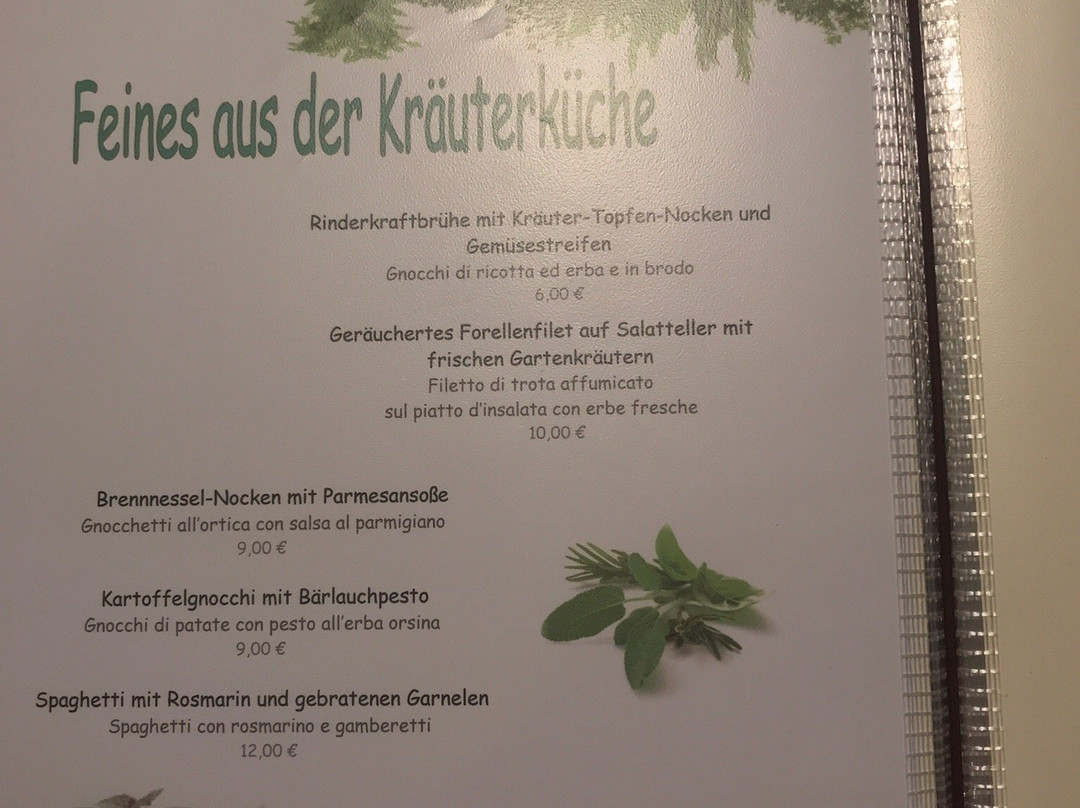 Feines aus der Kräuterküche
Rinderkraftbrühe mit Kräuter-Topfen-Nocken und
Gemüsestreifen
Gnocchi di ricotta ed erba e in brodo
6,00 €
Geräuchertes Forellenfilet auf Salatteller mit
frischen Gartenkräutern
Filetto di trota affumicato
sul piatto d'insalata con erbe fresche
10,00 €
Brennnessel-Nocken mit Parmesansoße
Gnocchetti all'ortica con salsa al parmigiano
9,00 €
Kartoffelgnocchi mit Bärlauchpesto
Gnocchi di patate con pesto all'erba orsina
9,00 €
Spaghetti mit Rosmarin und gebratenen Garnelen
Spaghetti con rosmarino e gamberetti
12,00 €